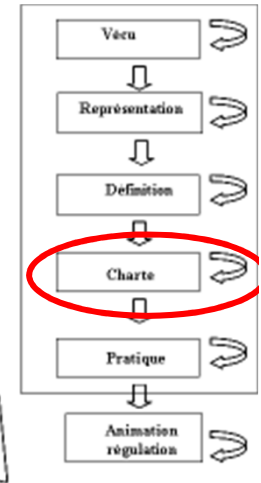 Vécu
Représentation
Définition
Charte
Pratique
Animation
régulation